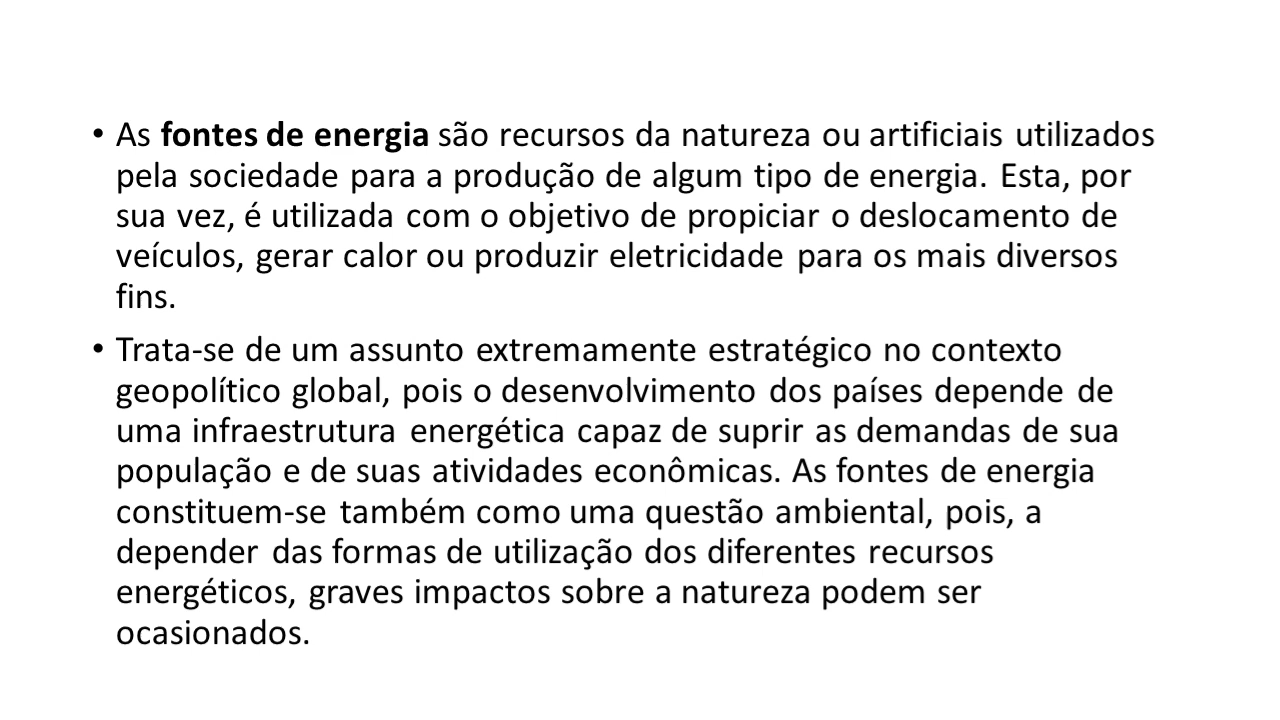 • As fontes de energia são recursos da natureza ou artificiais utilizados
pela sociedade para a produção de algum tipo de energia. Esta, por
sua vez, é utilizada com o objetivo de propiciar o deslocamento de
veículos, gerar calor ou produzir eletricidade para os mais diversos
fins.
• Trata-se de um assunto extremamente estratégico no contexto
geopolítico global, pois o desenvolvimento dos países depende de
uma infraestrutura energética capaz de suprir as demandas de sua
população e de suas atividades econômicas. As fontes de energia
constituem-se também como uma questão ambiental, pois, a
depender das formas de utilização dos diferentes recursos
energéticos, graves impactos sobre a natureza podem ser
ocasionados.